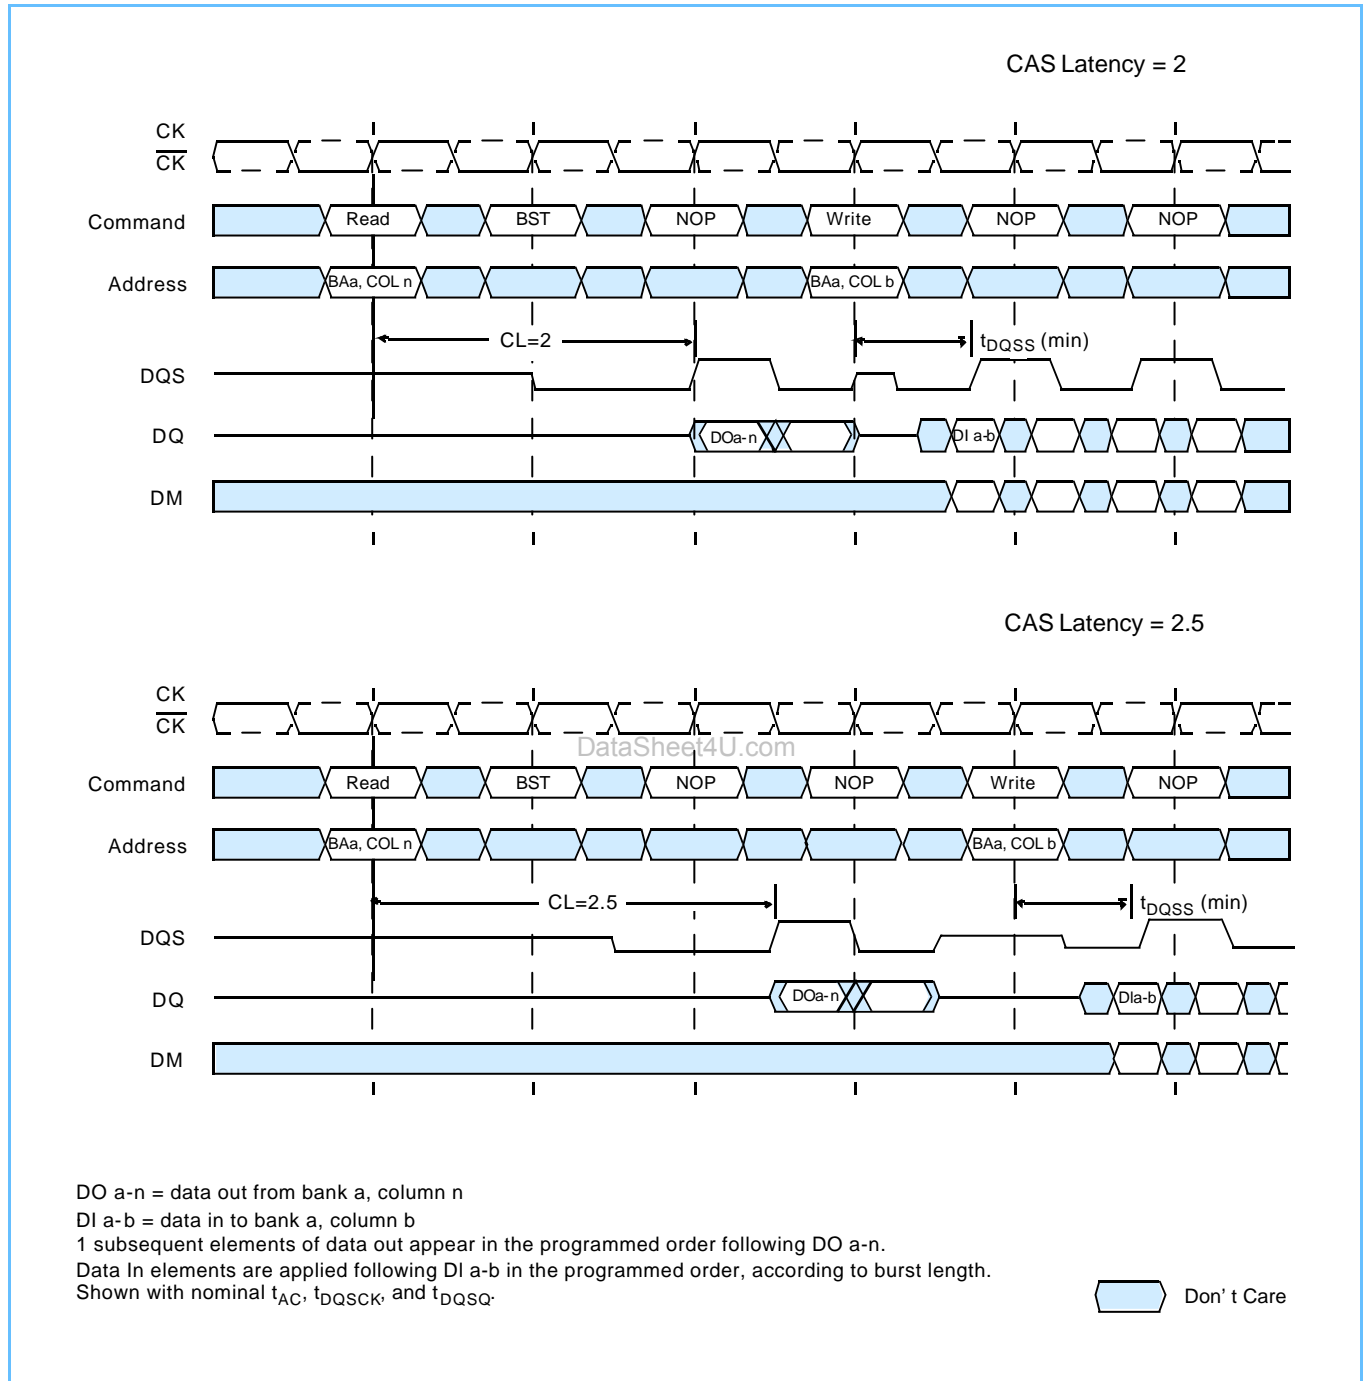 CAS Latency = 2
CK
CK
Command Read BST NOP Write NOP NOP
Address BAa, COL n BAa, COL b
CL=2 tDQSS (min)
DQS
DQ DOa-n DI a-b
DM
CAS Latency = 2.5
CK
CK
DataSheet4U.com
Command Read BST NOP NOP Write NOP
Address BAa, COL n BAa, COL b
CL=2.5 tDQSS (min)
DQS
DQ DOa-n DIa-b
DM
DO a-n = data out from bank a, column n
DI a-b = data in to bank a, column b
1 subsequent elements of data out appear in the programmed order following DO a-n.
Data In elements are applied following DI a-b in the programmed order, according to burst length.
Shown with nominal tAC, tDQSCK, and tDQSQ.
Don' t Care